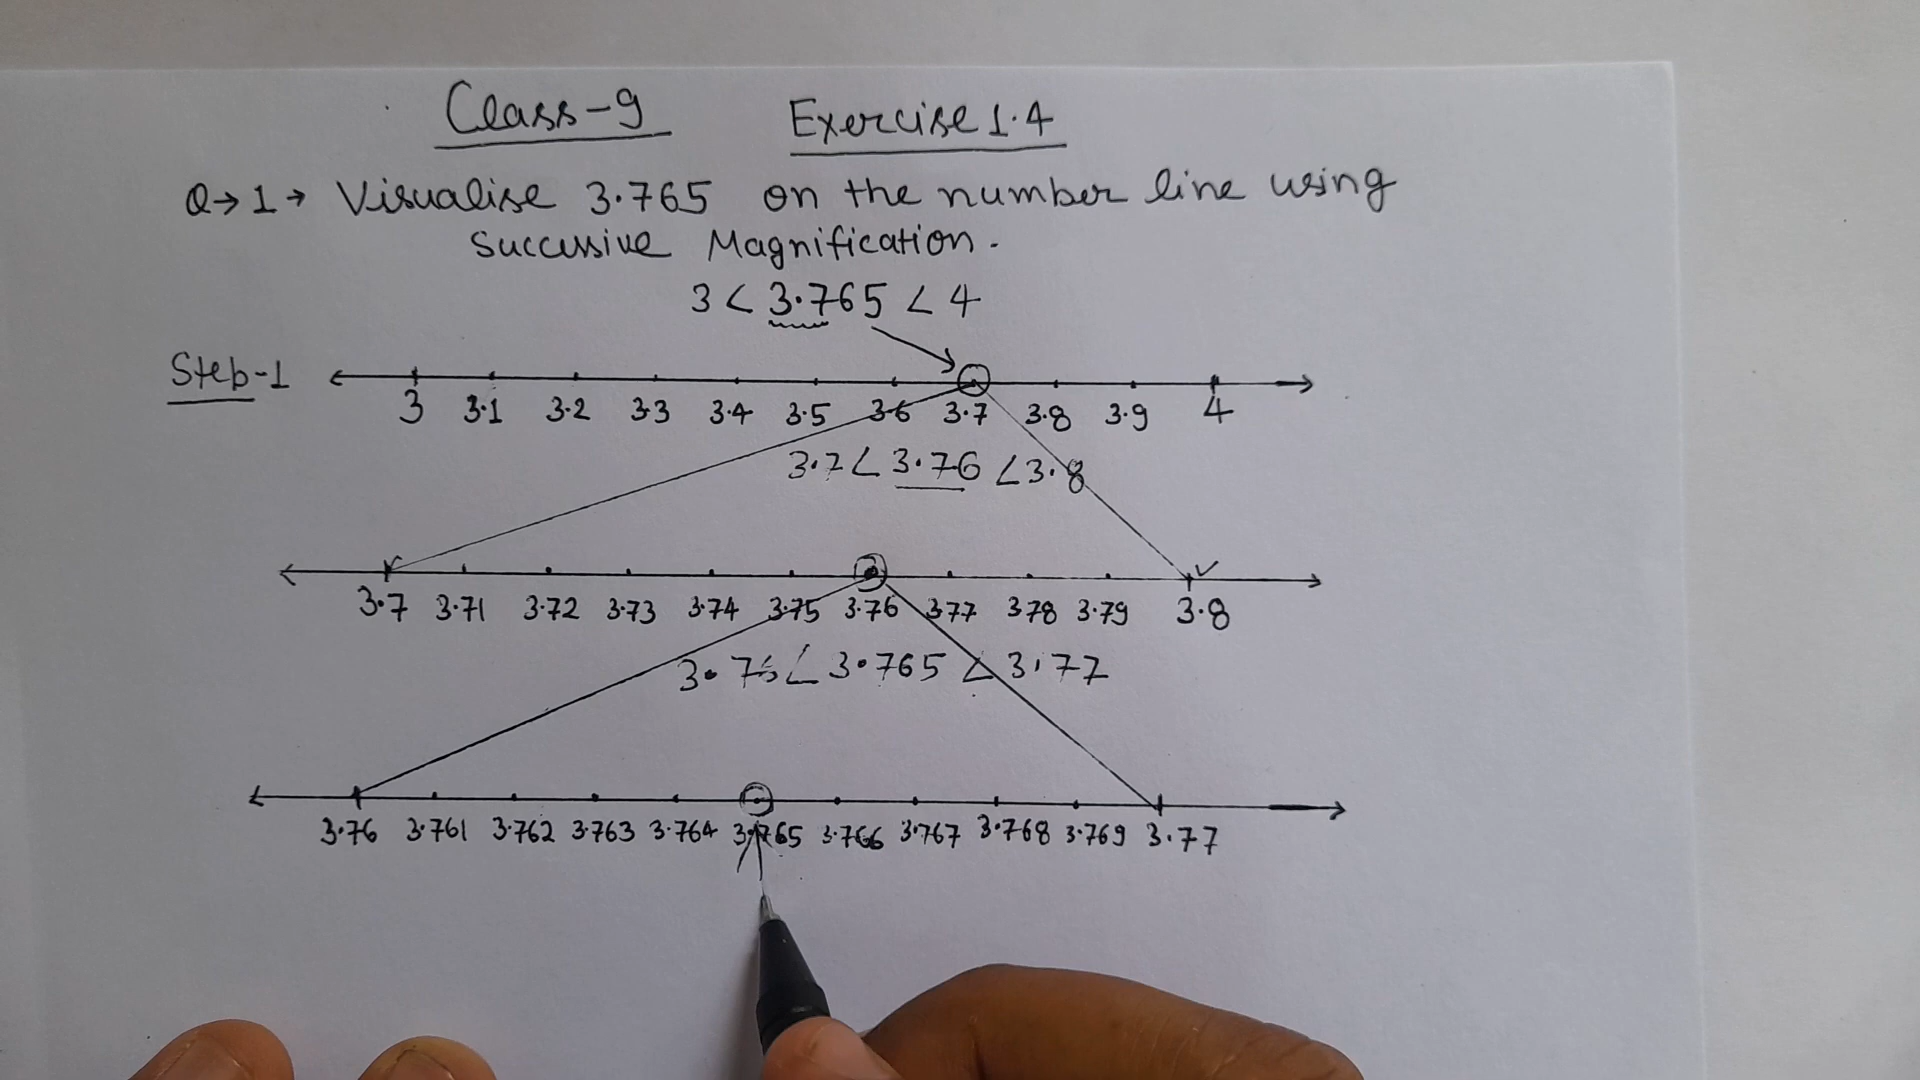 Class-9 Exercise 1.4
Q→1→ Visualise 3.765 on the number line using
Successive Magnification.
3 < 3.765 < 4
Step-1
3 3.1 3.2 3.3 3.4 3.5 3.6 3.7 3.8 3.9 4
3.7 < 3.76 < 3.8
3.7 3.71 3.72 3.73 3.74 3.75 3.76 3.77 3.78 3.79 3.8
3.76 < 3.765 < 3.77
3.76 3.761 3.762 3.763 3.764 3.765 3.766 3.767 3.768 3.769 3.77